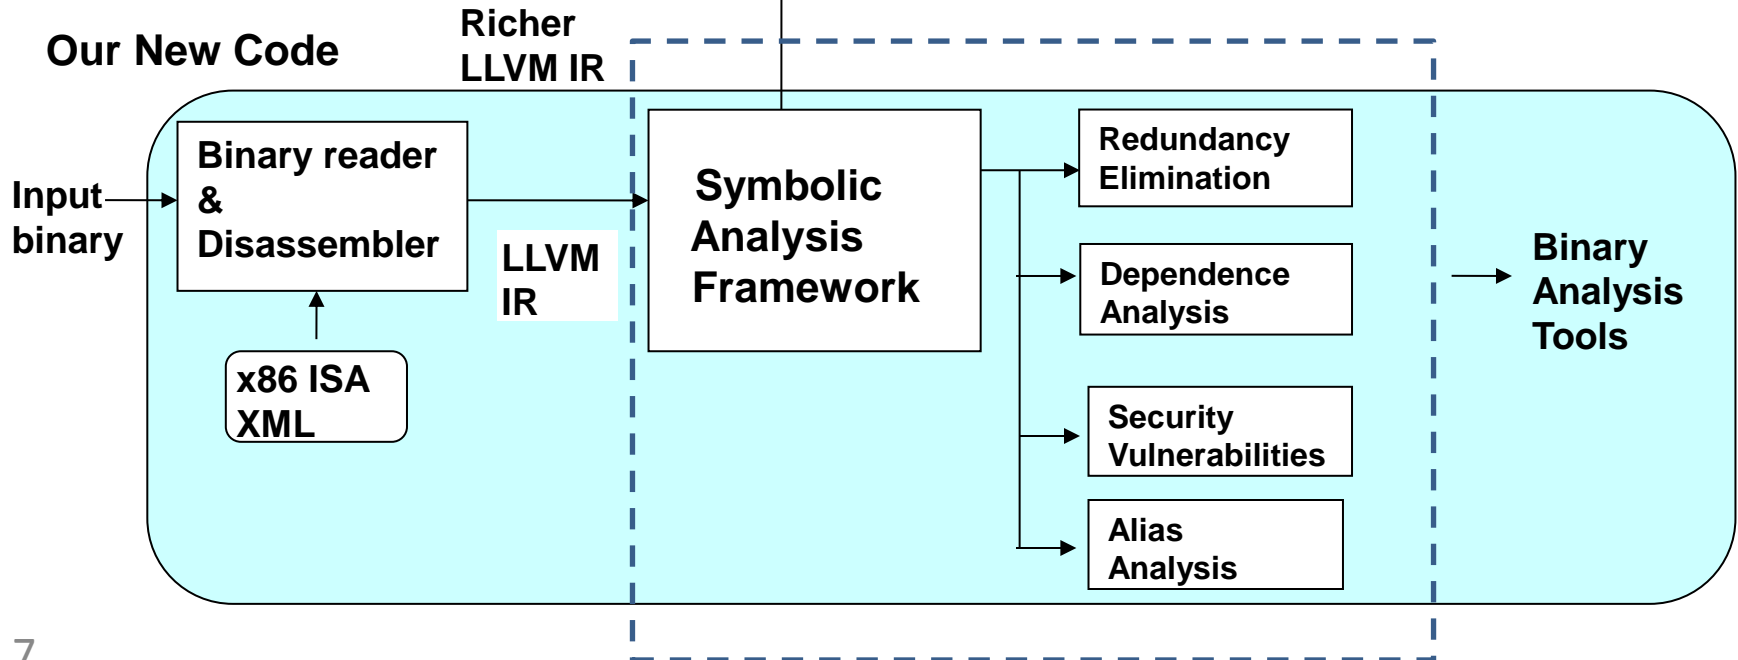 Richer
LLVM IR
Our New Code
Input
binary
Binary reader
&
Disassembler
x86 ISA
XML
LLVM
IR
Symbolic
Analysis
Framework
Redundancy
Elimination
Dependence
Analysis
Security
Vulnerabilities
Alias
Analysis
Binary
Analysis
Tools
7